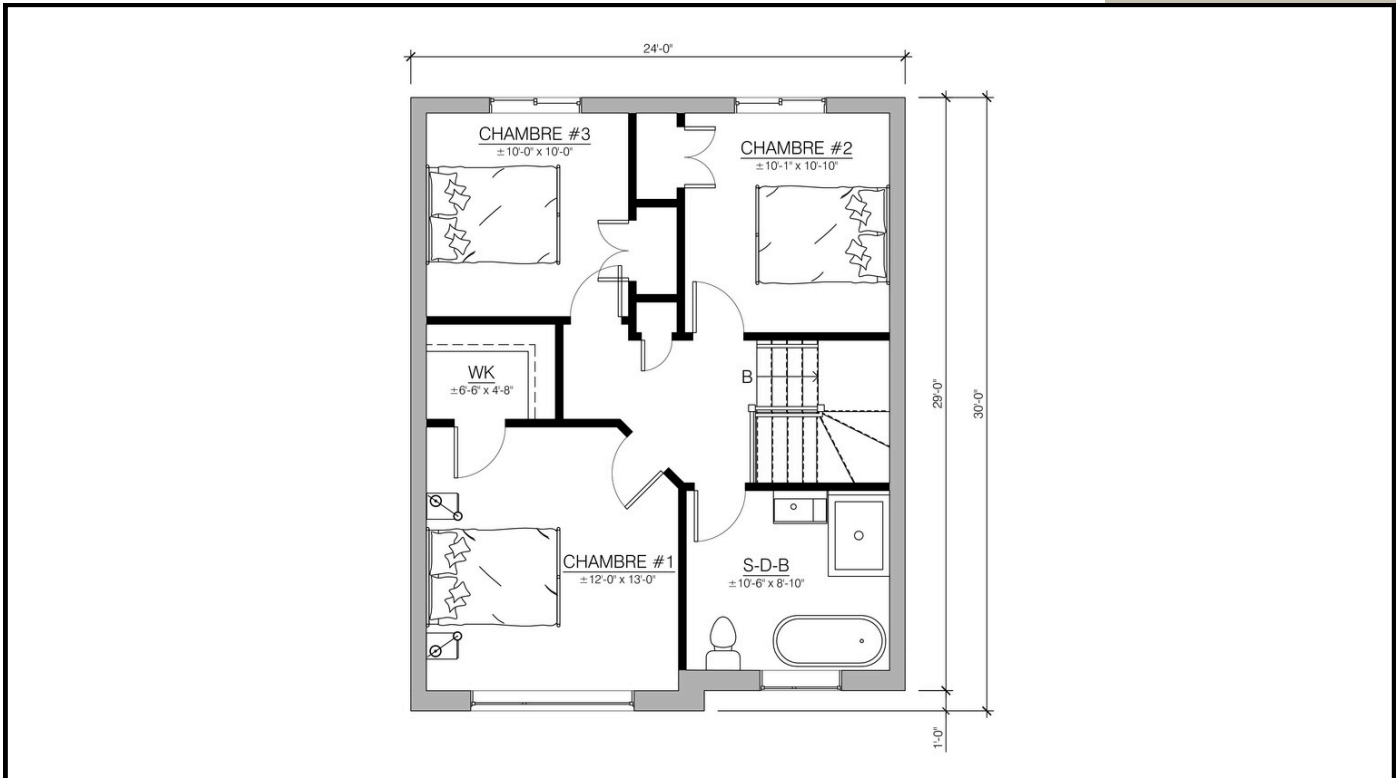 24'-0"
CHAMBRE #3
±10'-0" x 10'-0"
CHAMBRE #2
±10'-1" x 10'-10"
WK
±6'-6" x 4'-8"
B
29'-0"
30'-0"
CHAMBRE #1
±12'-0" x 13'-0"
S-D-B
±10'-6" x 8'-10"
1'-0"